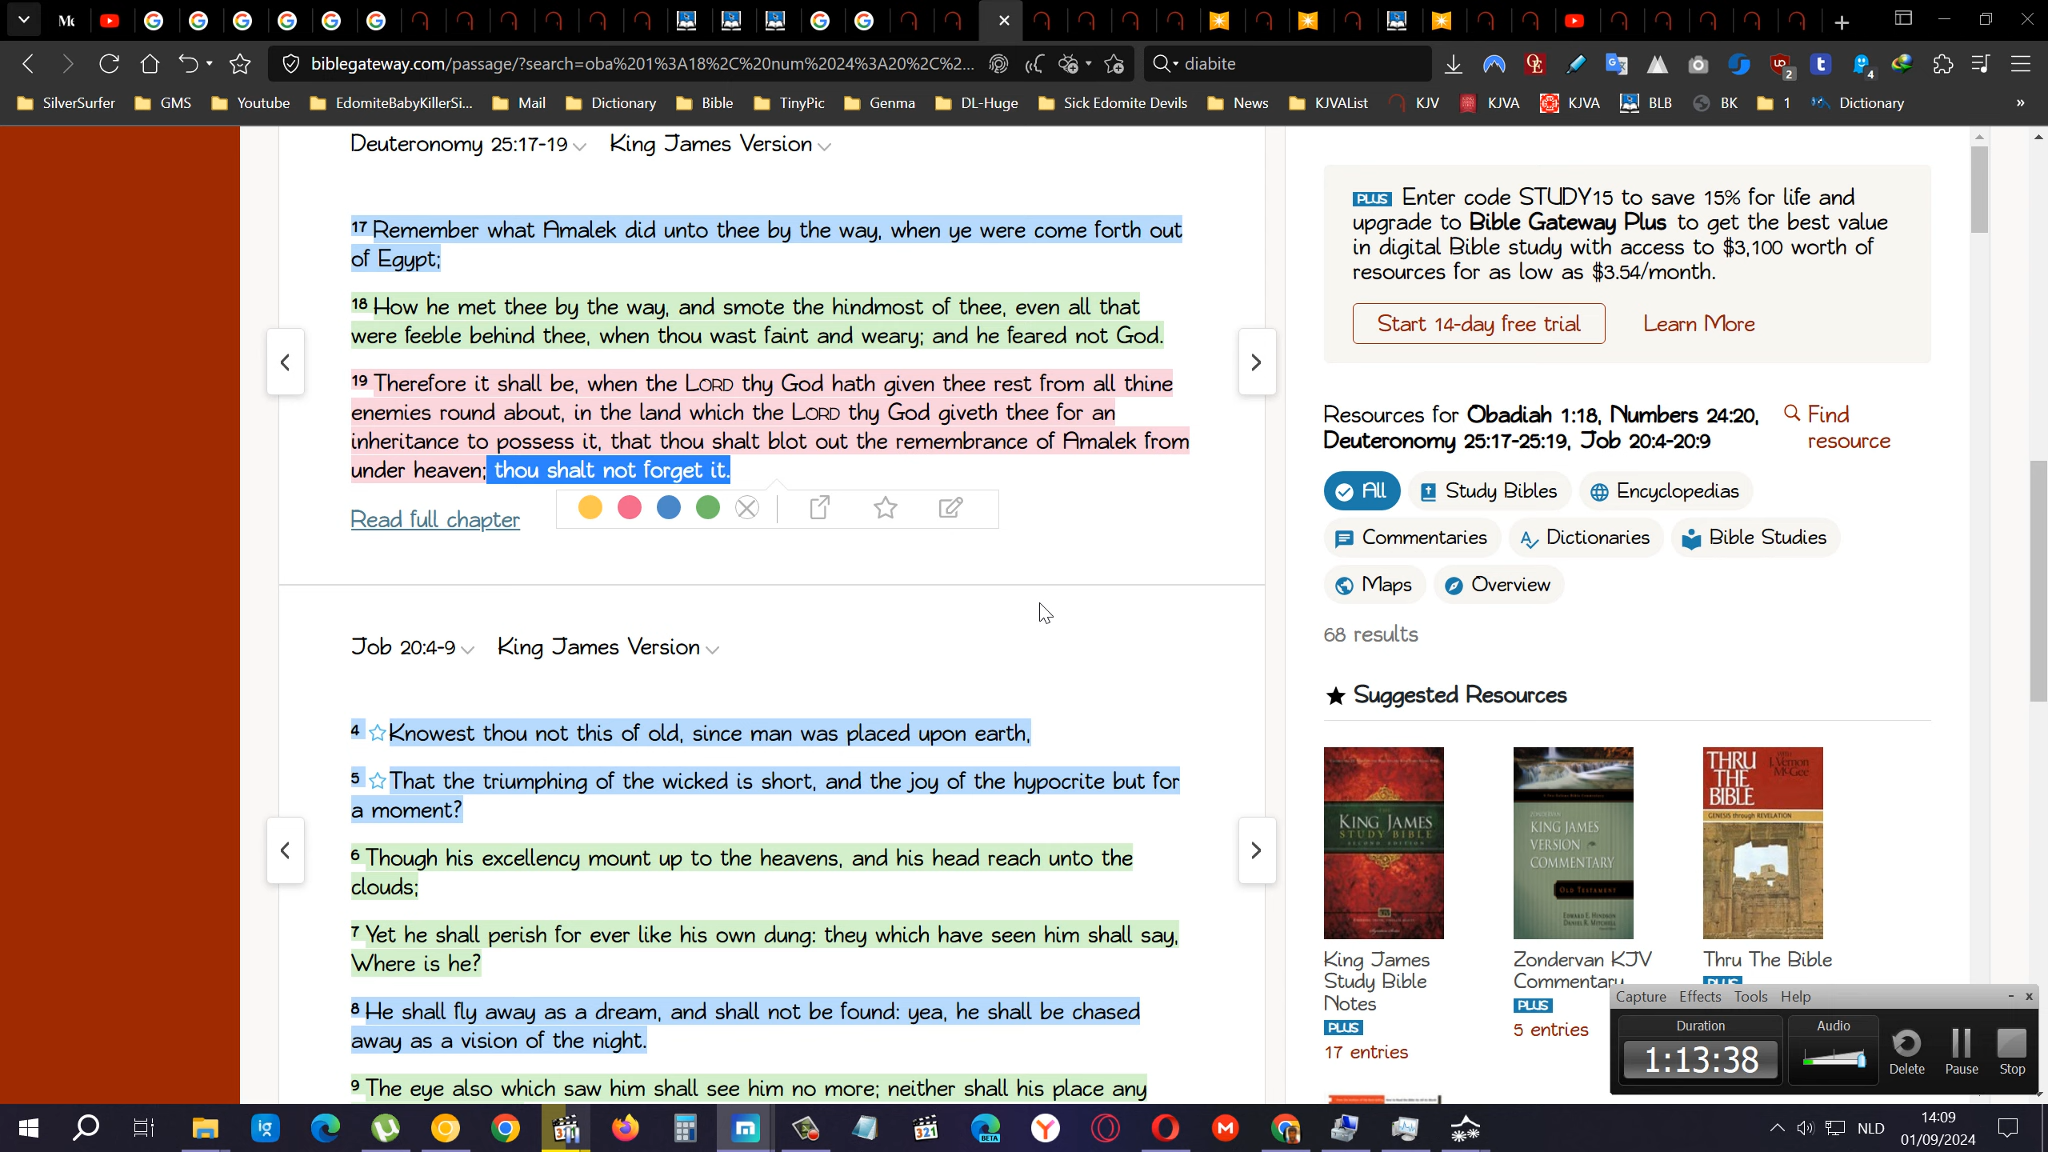 biblegateway.com/passage/?search=oba%201%3A18%2C%20num%2024%3A20%2C%2...
diabite
SilverSurfer GMS Youtube EdomiteBabyKillerSi... Mail Dictionary Bible TinyPic Genma DL-Huge Sick Edomite Devils News KJVAList KJV KJVA KJVA BLB BK 1 Dictionary »
Deuteronomy 25:17-19 King James Version
17 Remember what Amalek did unto thee by the way, when ye were come forth out
of Egypt;
18 How he met thee by the way, and smote the hindmost of thee, even all that
were feeble behind thee, when thou wast faint and weary; and he feared not God.
19 Therefore it shall be, when the LORD thy God hath given thee rest from all thine
enemies round about, in the land which the LORD thy God giveth thee for an
inheritance to possess it, that thou shalt blot out the remembrance of Amalek from
under heaven; thou shalt not forget it.
Read full chapter
Job 20:4-9 King James Version
4 Knowest thou not this of old, since man was placed upon earth,
5 That the triumphing of the wicked is short, and the joy of the hypocrite but for
a moment?
6 Though his excellency mount up to the heavens, and his head reach unto the
clouds;
7 Yet he shall perish for ever like his own dung: they which have seen him shall say,
Where is he?
8 He shall fly away as a dream, and shall not be found: yea, he shall be chased
away as a vision of the night.
9 The eye also which saw him shall see him no more; neither shall his place any
PLUS Enter code STUDY15 to save 15% for life and
upgrade to Bible Gateway Plus to get the best value
in digital Bible study with access to $3,100 worth of
resources for as low as $3.54/month.
Start 14-day free trial Learn More
Resources for Obadiah 1:18, Numbers 24:20,
Deuteronomy 25:17-25:19, Job 20:4-20:9
Find
resource
All Study Bibles Encyclopedias
Commentaries Dictionaries Bible Studies
Maps Overview
68 results
Suggested Resources
KING JAMES
STUDY BIBLE
SECOND EDITION
KING JAMES
VERSION
COMMENTARY
OLD TESTAMENT
THRU
THE
BIBLE
J. Vernon
McGee
GENESIS through REVELATION
King James
Study Bible
Notes
PLUS
17 entries
Zondervan KJV
Commentary
PLUS
5 entries
Thru The Bible
PLUS
Capture Effects Tools Help
Duration
1:13:38
Audio
Delete Pause Stop
NLD
14:09
01/09/2024